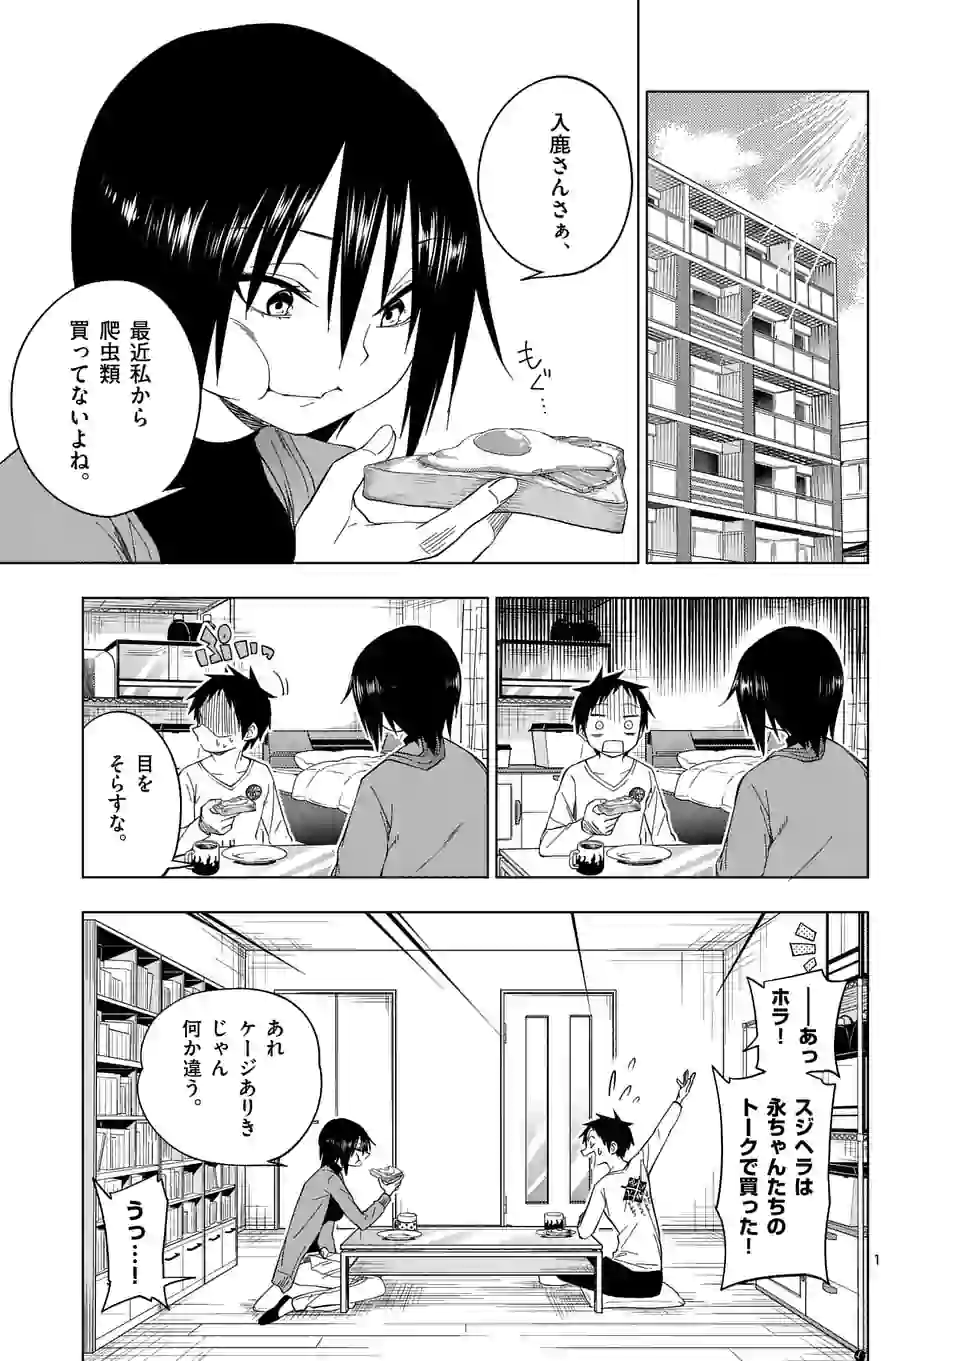 入鹿さんさぁ、
最近私から
爬虫類
買ってないよね。
もぐ…
目を
そらすな。
ぷいっ
――あっ
ホラ！
スジヘラは
永ちゃんたちの
トークで買った！
あれ
ケージありき
じゃん
何か違う。
うっ…！
1